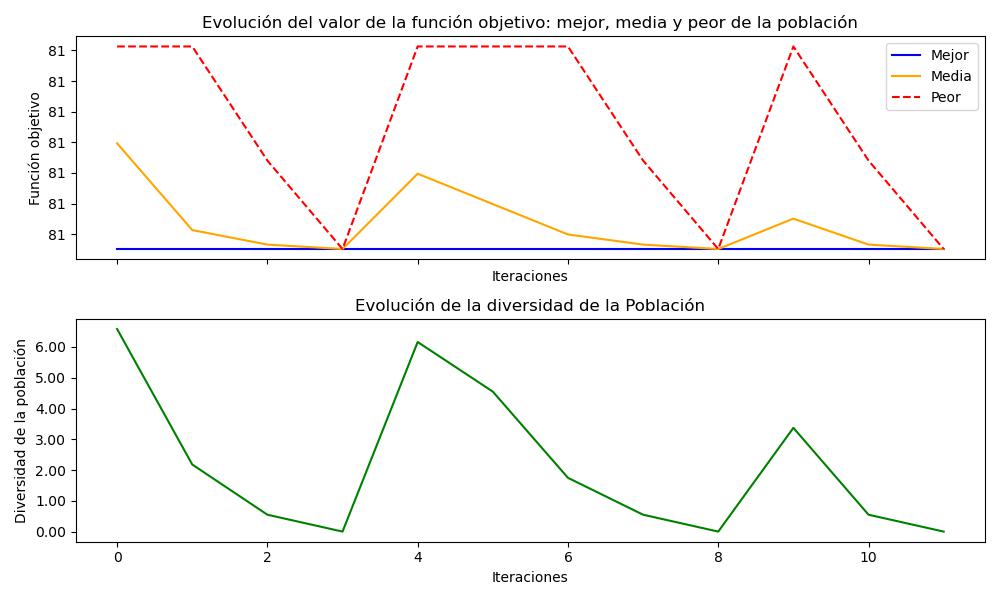 Evolución del valor de la función objetivo: mejor, media y peor de la población
81
81
81
81
81
81
81
Función objetivo
Mejor
Media
Peor
Iteraciones
Evolución de la diversidad de la Población
6.00
5.00
4.00
3.00
2.00
1.00
0.00
Diversidad de la población
0 2 4 6 8 10
Iteraciones